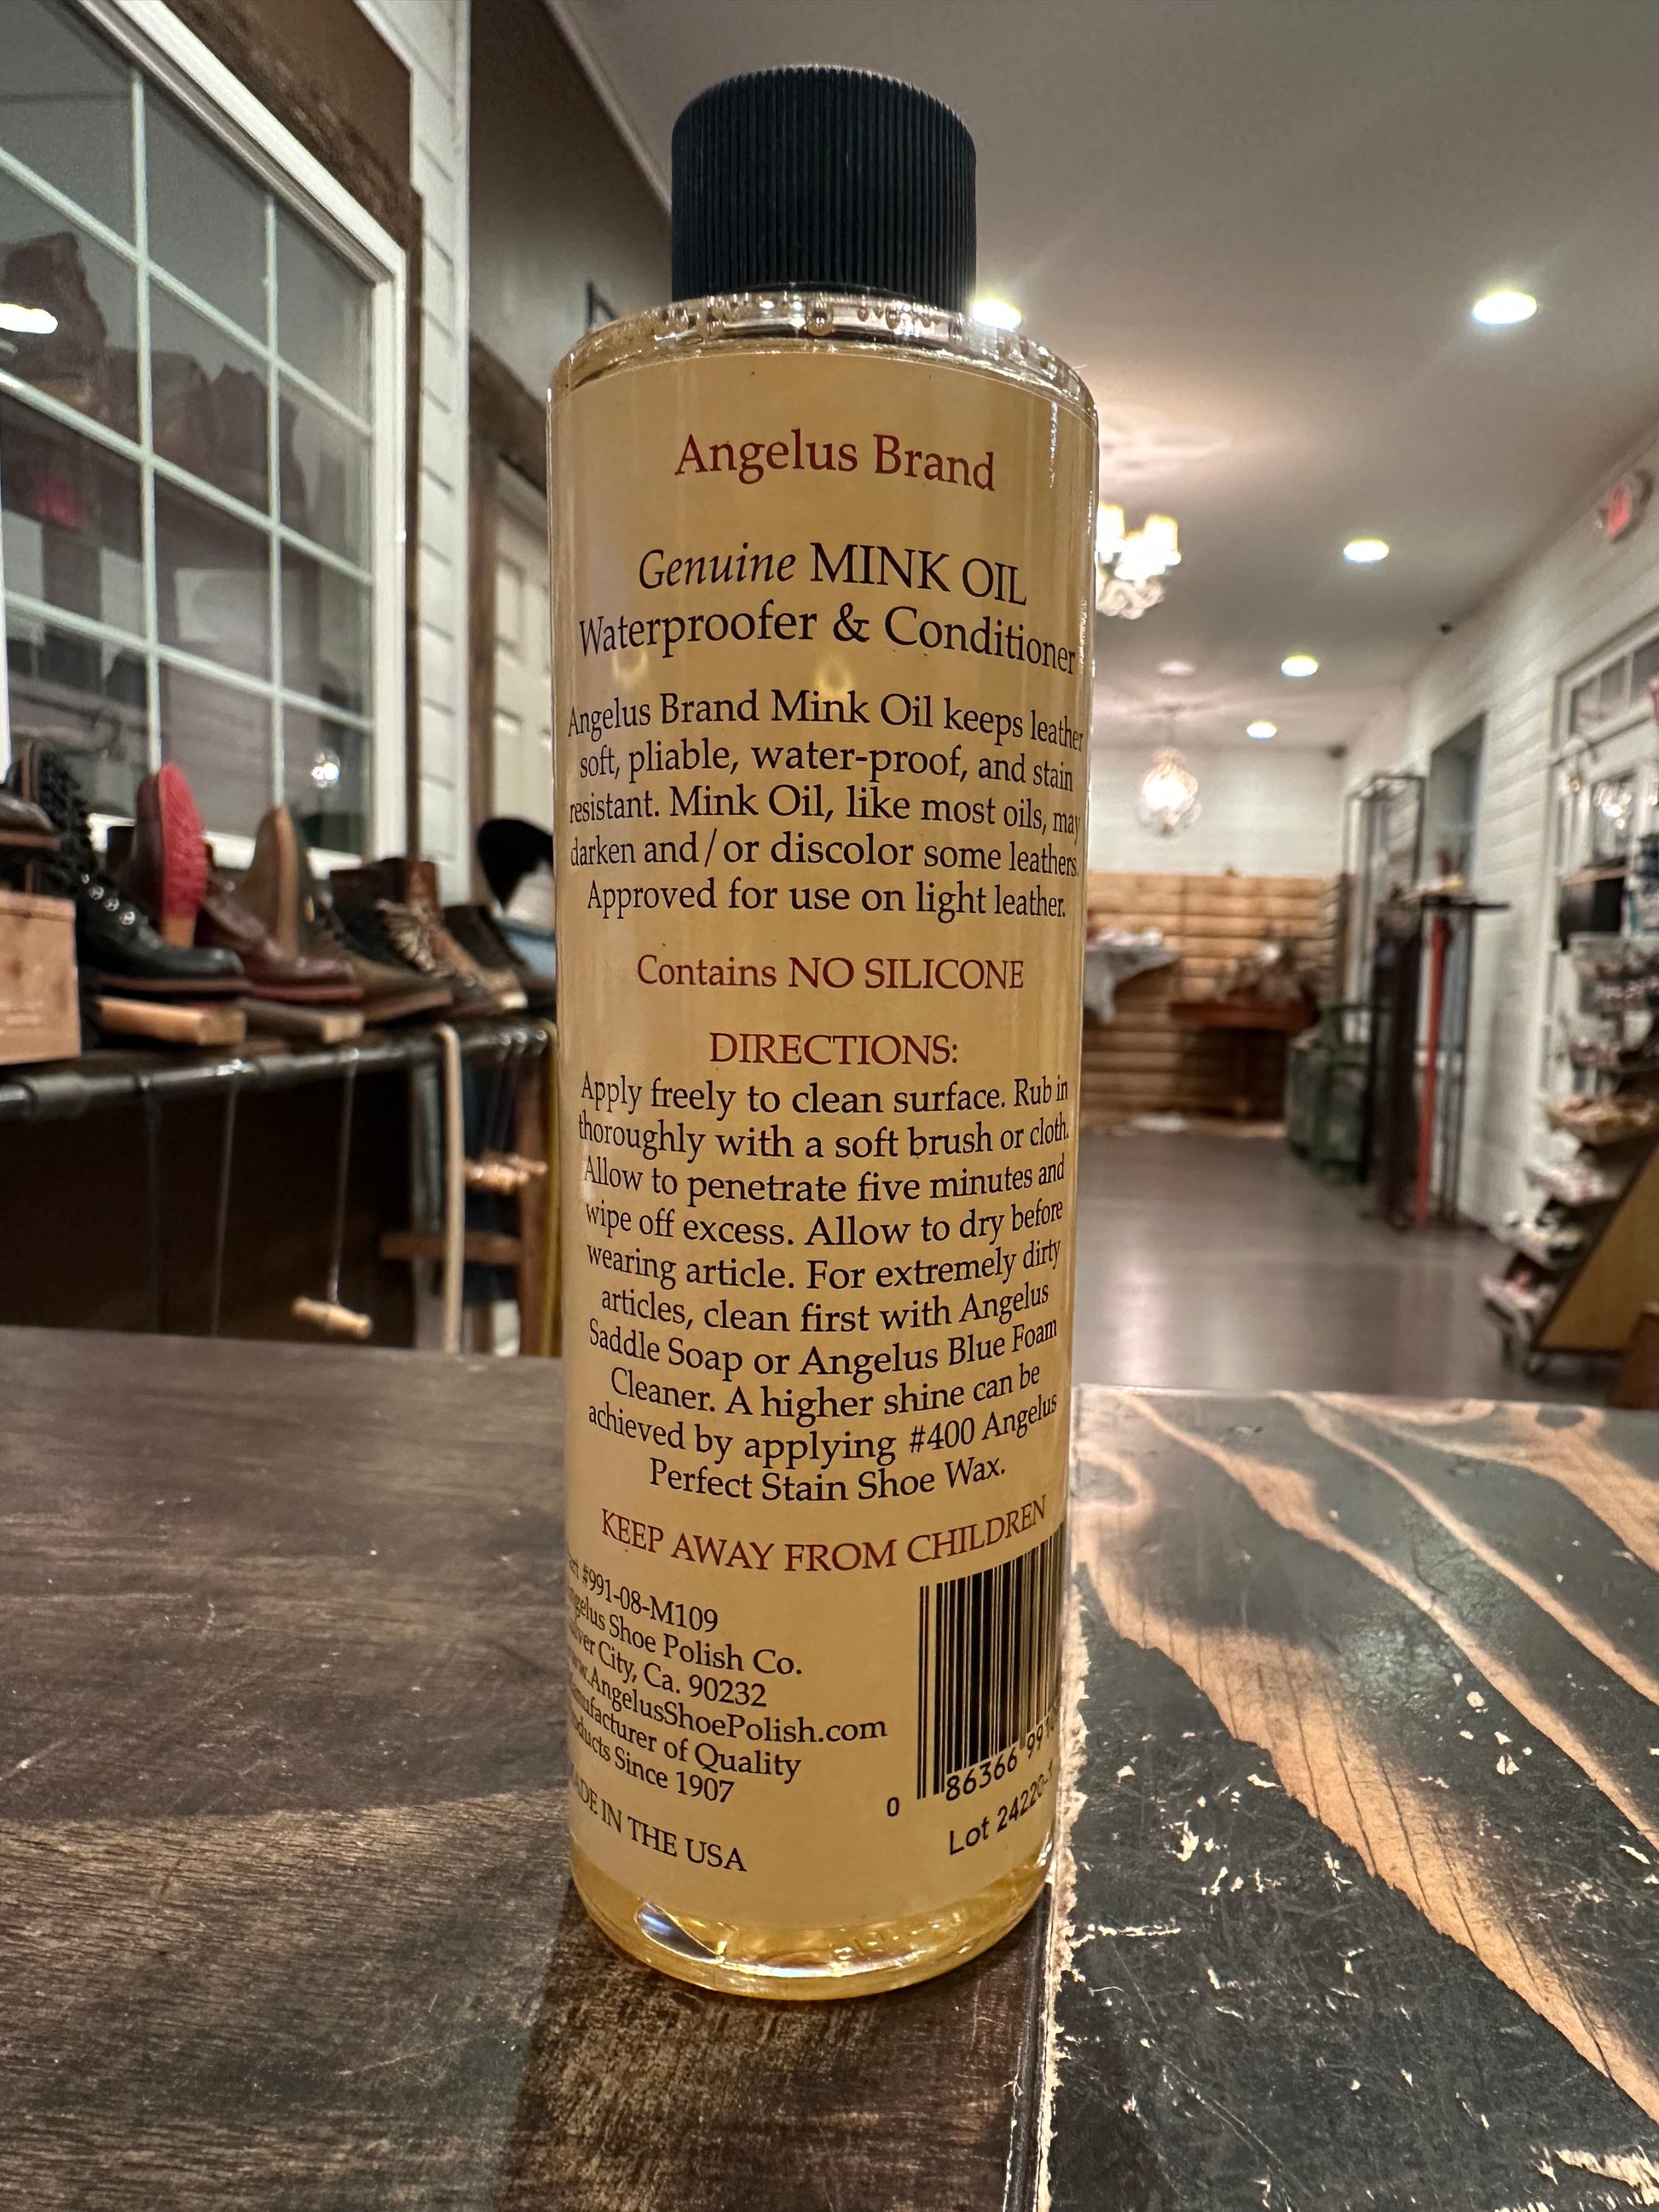 Angelus Brand
Genuine MINK OIL
Waterproofer & Conditioner
Angelus Brand Mink Oil keeps leather
soft, pliable, water-proof, and stain
resistant. Mink Oil, like most oils, may
darken and/or discolor some leathers.
Approved for use on light leather.
Contains NO SILICONE
DIRECTIONS:
Apply freely to clean surface. Rub in
thoroughly with a soft brush or cloth.
Allow to penetrate five minutes and
wipe off excess. Allow to dry before
wearing article. For extremely dirty
articles, clean first with Angelus
Saddle Soap or Angelus Blue Foam
Cleaner. A higher shine can be
achieved by applying #400 Angelus
Perfect Stain Shoe Wax.
KEEP AWAY FROM CHILDREN
#991-08-M109
Shoe Polish Co.
City, Ca. 90232
AngelusShoePolish.com
of Quality
Since 1907
IN THE USA
0 86366
Lot